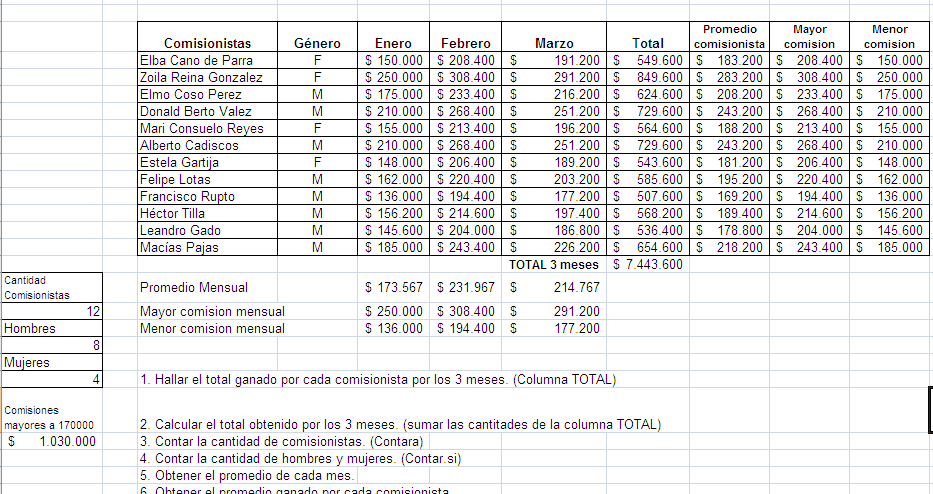 Promedio Mayor Menor
Comisionistas Género Enero Febrero Marzo Total comisionista comision comision
Elba Cano de Parra F $ 150.000 $ 208.400 $ 191.200 $ 549.600 $ 183.200 $ 208.400 $ 150.000
Zoila Reina Gonzalez F $ 250.000 $ 308.400 $ 291.200 $ 849.600 $ 283.200 $ 308.400 $ 250.000
Elmo Coso Perez M $ 175.000 $ 233.400 $ 216.200 $ 624.600 $ 208.200 $ 233.400 $ 175.000
Donald Berto Valez M $ 210.000 $ 268.400 $ 251.200 $ 729.600 $ 243.200 $ 268.400 $ 210.000
Mari Consuelo Reyes F $ 155.000 $ 213.400 $ 196.200 $ 564.600 $ 188.200 $ 213.400 $ 155.000
Alberto Cadiscos M $ 210.000 $ 268.400 $ 251.200 $ 729.600 $ 243.200 $ 268.400 $ 210.000
Estela Gartija F $ 148.000 $ 206.400 $ 189.200 $ 543.600 $ 181.200 $ 206.400 $ 148.000
Felipe Lotas M $ 162.000 $ 220.400 $ 203.200 $ 585.600 $ 195.200 $ 220.400 $ 162.000
Francisco Rupto M $ 136.000 $ 194.400 $ 177.200 $ 507.600 $ 169.200 $ 194.400 $ 136.000
Héctor Tilla M $ 156.200 $ 214.600 $ 197.400 $ 568.200 $ 189.400 $ 214.600 $ 156.200
Leandro Gado M $ 145.600 $ 204.000 $ 186.800 $ 536.400 $ 178.800 $ 204.000 $ 145.600
Macías Pajas M $ 185.000 $ 243.400 $ 226.200 $ 654.600 $ 218.200 $ 243.400 $ 185.000
TOTAL 3 meses $ 7.443.600
Cantidad
Comisionistas
Promedio Mensual $ 173.567 $ 231.967 $ 214.767
12 Mayor comision mensual $ 250.000 $ 308.400 $ 291.200
Hombres Menor comision mensual $ 136.000 $ 194.400 $ 177.200
8
Mujeres
4 1. Hallar el total ganado por cada comisionista por los 3 meses. (Columna TOTAL)
Comisiones
mayores a 170000 2. Calcular el total obtenido por los 3 meses. (sumar las cantitades de la columna TOTAL)
$ 1.030.000 3. Contar la cantidad de comisionistas. (Contara)
4. Contar la cantidad de hombres y mujeres. (Contar.si)
5. Obtener el promedio de cada mes.
6. Obtener el promedio ganado por cada comisionista